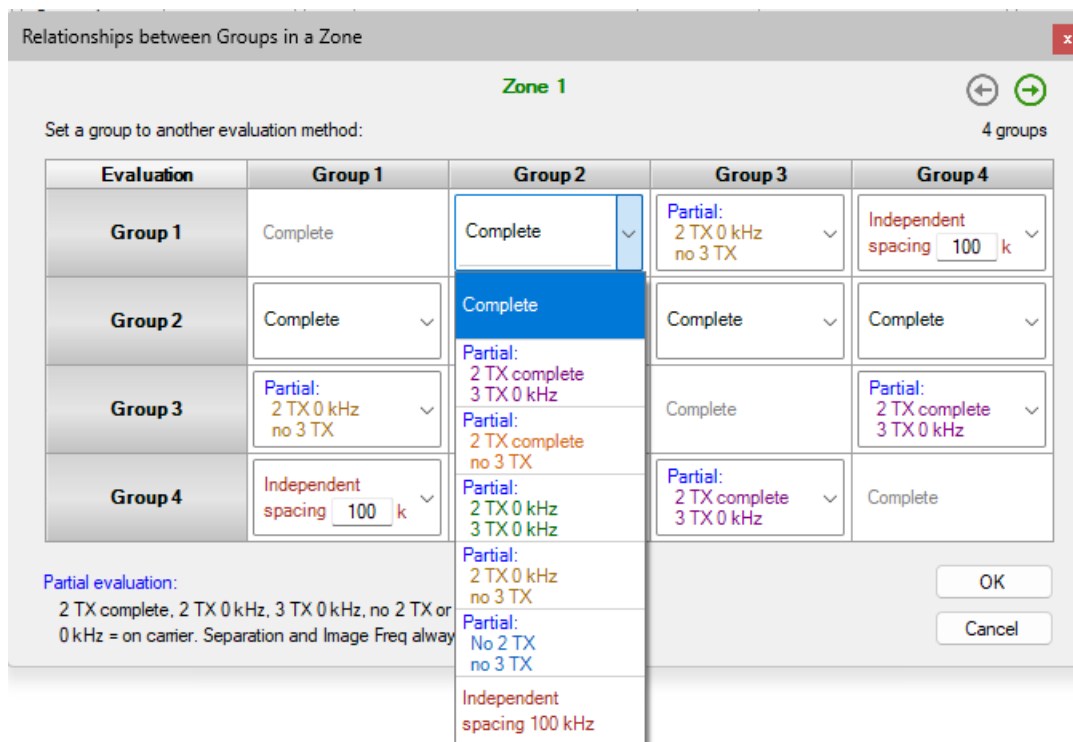 Relationships between Groups in a Zone
x
Zone 1
Set a group to another evaluation method:
4 groups
Evaluation Group 1 Group 2 Group 3 Group 4
Group 1
Complete
Complete
Partial:
2 TX 0 kHz
no 3 TX
Independent
spacing 100 k
Group 2
Complete
Complete
Complete
Group 3
Partial:
2 TX 0 kHz
no 3 TX
Complete
Partial:
2 TX complete
3 TX 0 kHz
Group 4
Independent
spacing 100 k
Partial:
2 TX complete
3 TX 0 kHz
Complete
Complete
Partial:
2 TX complete
3 TX 0 kHz
Partial:
2 TX complete
no 3 TX
Partial:
2 TX 0 kHz
3 TX 0 kHz
Partial:
2 TX 0 kHz
no 3 TX
Partial:
No 2 TX
no 3 TX
Independent
spacing 100 kHz
Partial evaluation:
2 TX complete, 2 TX 0 kHz, 3 TX 0 kHz, no 2 TX or
0 kHz = on carrier. Separation and Image Freq alway
OK
Cancel